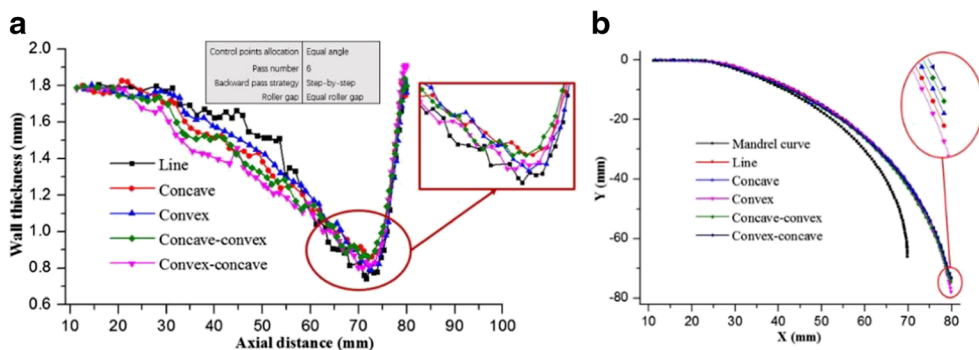 a
Control points allocation Equal angle
Pass number 6
Backward pass strategy Step-by-step
Roller gap Equal roller gap
Wall thickness (mm)
2.0
1.8
1.6
1.4
1.2
1.0
0.8
0.6
Line
Concave
Convex
Concave-convex
Convex-concave
10 20 30 40 50 60 70 80 90 100
Axial distance (mm)
b
Y (mm)
0
-20
-40
-60
-80
Mandrel curve
Line
Concave
Convex
Concave-convex
Convex-concave
10 20 30 40 50 60 70 80
X (mm)